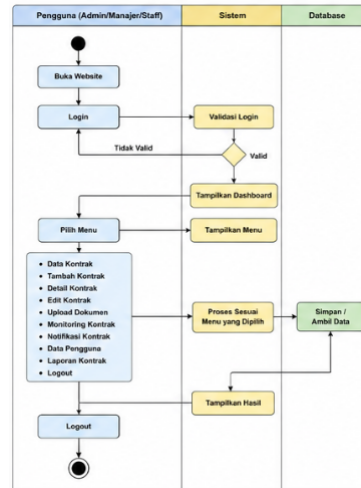 Pengguna (Admin/Manajer/Staff)
Sistem
Database
Buka Website
Login
Validasi Login
Tidak Valid
Valid
Tampilkan Dashboard
Pilih Menu
Tampilkan Menu
• Data Kontrak
• Tambah Kontrak
• Detail Kontrak
• Edit Kontrak
• Upload Dokumen
• Monitoring Kontrak
• Notifikasi Kontrak
• Data Pengguna
• Laporan Kontrak
• Logout
Proses Sesuai
Menu yang Dipilih
Simpan /
Ambil Data
Tampilkan Hasil
Logout